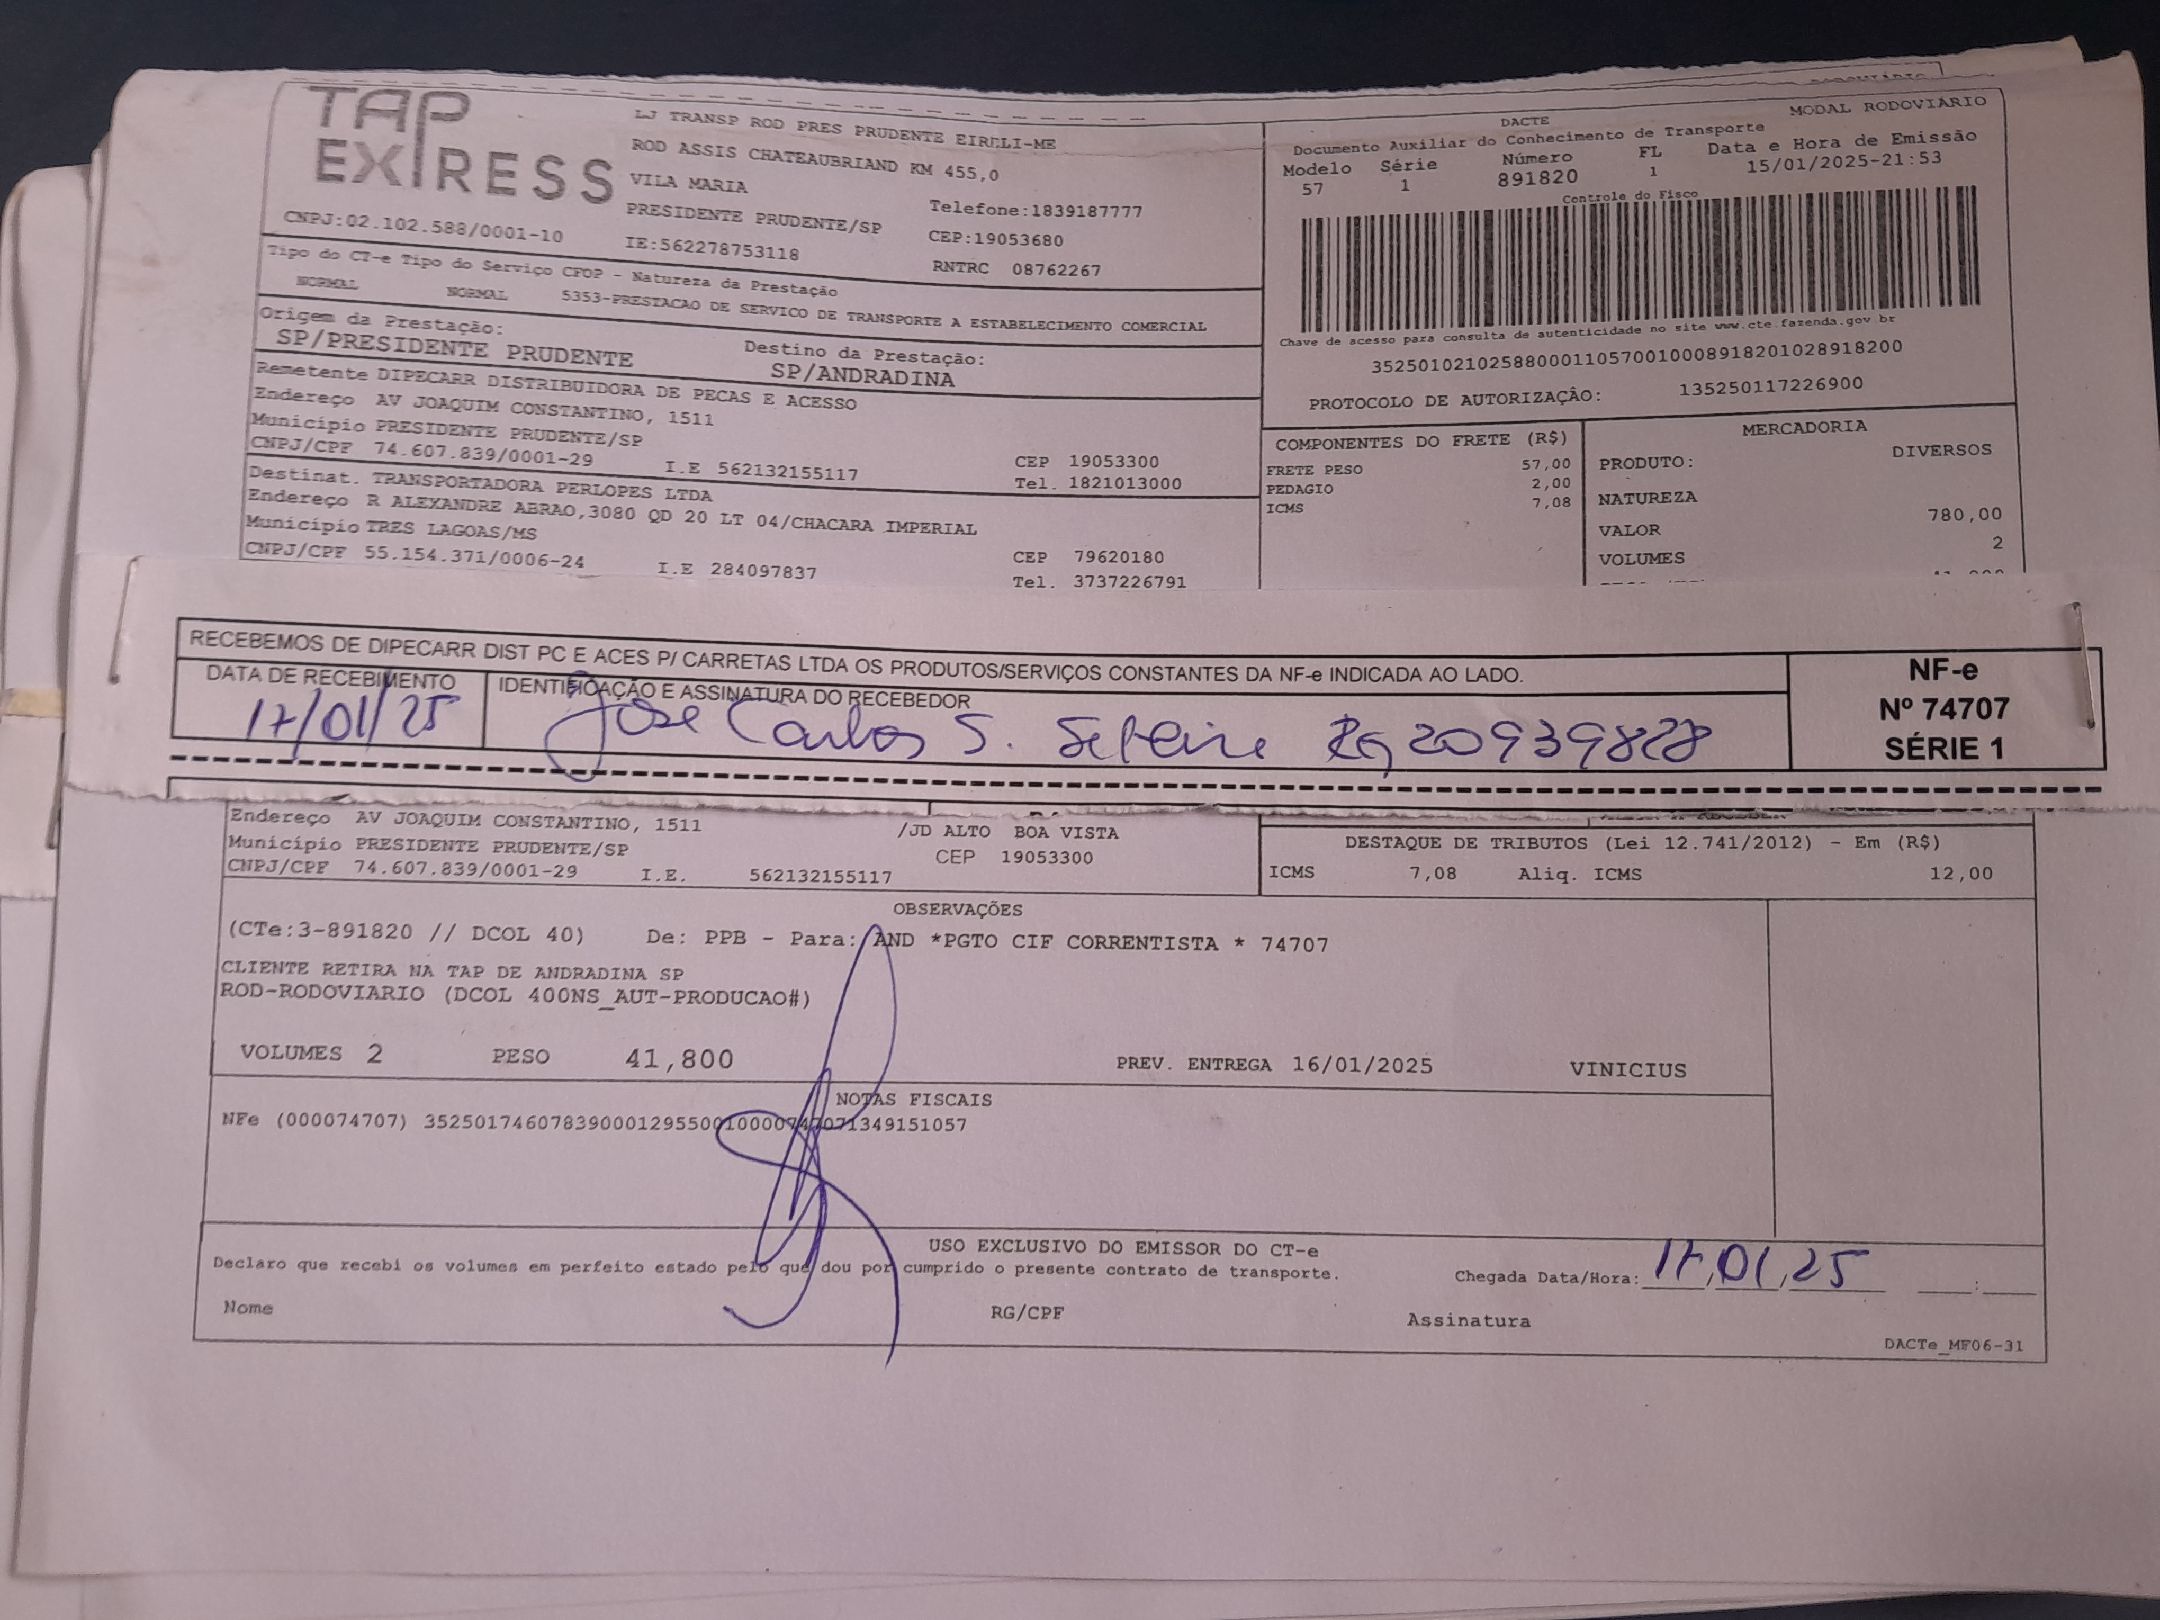 TAP EXPRESS
LJ TRANSP ROD PRES PRUDENTE EIRELI-ME
ROD ASSIS CHATEAUBRIAND KM 455,0
VILA MARIA
PRESIDENTE PRUDENTE/SP
Telefone:1839187777
CNPJ:02.102.588/0001-10
IE:562278753118
CEP:19053680
RNTRC 08762267
DACTE
MODAL RODOVIÁRIO
Documento Auxiliar do Conhecimento de Transporte
Modelo Série Número FL Data e Hora de Emissão
57 1 891820 1 15/01/2025-21:53
Controle do Fisco
Chave de acesso para consulta de autenticidade no site www.cte.fazenda.gov.br
35250102102588000110570010008918201028918200
PROTOCOLO DE AUTORIZAÇÃO: 135250117226900
Tipo do CT-e Tipo do Serviço CFOP - Natureza da Prestação
NORMAL NORMAL 5353-PRESTACAO DE SERVICO DE TRANSPORTE A ESTABELECIMENTO COMERCIAL
Origem da Prestação: Destino da Prestação:
SP/PRESIDENTE PRUDENTE SP/ANDRADINA
Remetente DIPECARR DISTRIBUIDORA DE PECAS E ACESSO
Endereço AV JOAQUIM CONSTANTINO, 1511
Município PRESIDENTE PRUDENTE/SP CEP 19053300
CNPJ/CPF 74.607.839/0001-29 I.E 562132155117 Tel. 1821013000
Destinat. TRANSPORTADORA PERLOPES LTDA
Endereço R ALEXANDRE ABRAO,3080 QD 20 LT 04/CHACARA IMPERIAL
Município TRES LAGOAS/MS CEP 79620180
CNPJ/CPF 55.154.371/0006-24 I.E 284097837 Tel. 3737226791
COMPONENTES DO FRETE (R$)
FRETE PESO 57,00
PEDAGIO 2,00
ICMS 7,08
MERCADORIA
PRODUTO: DIVERSOS
NATUREZA
VALOR 780,00
VOLUMES 2
RECEBEMOS DE DIPECARR DIST PC E ACES P/ CARRETAS LTDA OS PRODUTOS/SERVIÇOS CONSTANTES DA NF-e INDICADA AO LADO.
DATA DE RECEBIMENTO IDENTIFICAÇÃO E ASSINATURA DO RECEBEDOR
17/01/25 Jose Carlos S. RG 20939828
NF-e
Nº 74707
SÉRIE 1
Endereço AV JOAQUIM CONSTANTINO, 1511 /JD ALTO BOA VISTA
Município PRESIDENTE PRUDENTE/SP CEP 19053300
CNPJ/CPF 74.607.839/0001-29 I.E. 562132155117
DESTAQUE DE TRIBUTOS (Lei 12.741/2012) - Em (R$)
ICMS 7,08 Aliq. ICMS 12,00
OBSERVAÇÕES
(CTe:3-891820 // DCOL 40) De: PPB - Para: AND *PGTO CIF CORRENTISTA * 74707
CLIENTE RETIRA NA TAP DE ANDRADINA SP
ROD-RODOVIARIO (DCOL 400NS_AUT-PRODUCAO#)
VOLUMES 2 PESO 41,800 PREV. ENTREGA 16/01/2025 VINICIUS
NOTAS FISCAIS
NFe (000074707) 35250174607839000129550010000747071349151057
USO EXCLUSIVO DO EMISSOR DO CT-e
Declaro que recebi os volumes em perfeito estado pelo que dou por cumprido o presente contrato de transporte.
Chegada Data/Hora: 17/01/25
Nome RG/CPF Assinatura
DACTe_MF06-31